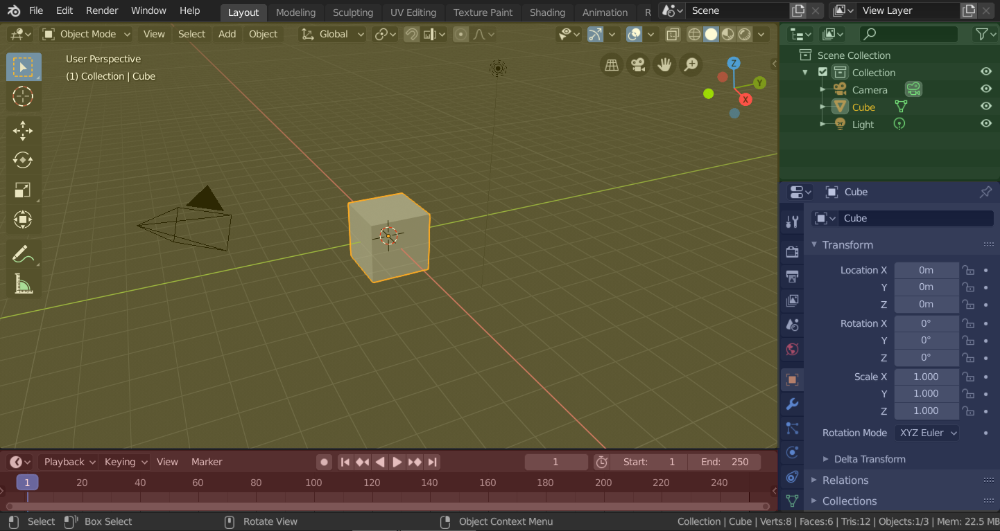 File Edit Render Window Help Layout Modeling Sculpting UV Editing Texture Paint Shading Animation R Scene View Layer
Object Mode View Select Add Object Global
User Perspective
(1) Collection | Cube
Z
Y
X
Scene Collection
Collection
Camera
Cube
Light
Cube
Cube
Transform
Location X 0m
Y 0m
Z 0m
Rotation X 0°
Y 0°
Z 0°
Scale X 1.000
Y 1.000
Z 1.000
Rotation Mode XYZ Euler
Delta Transform
Relations
Collections
Playback Keying View Marker 1 Start: 1 End: 250
1 20 40 60 80 100 120 140 160 180 200 220 240
Select Box Select Rotate View Object Context Menu Collection | Cube | Verts:8 | Faces:6 | Tris:12 | Objects:1/3 | Mem: 22.5 MB